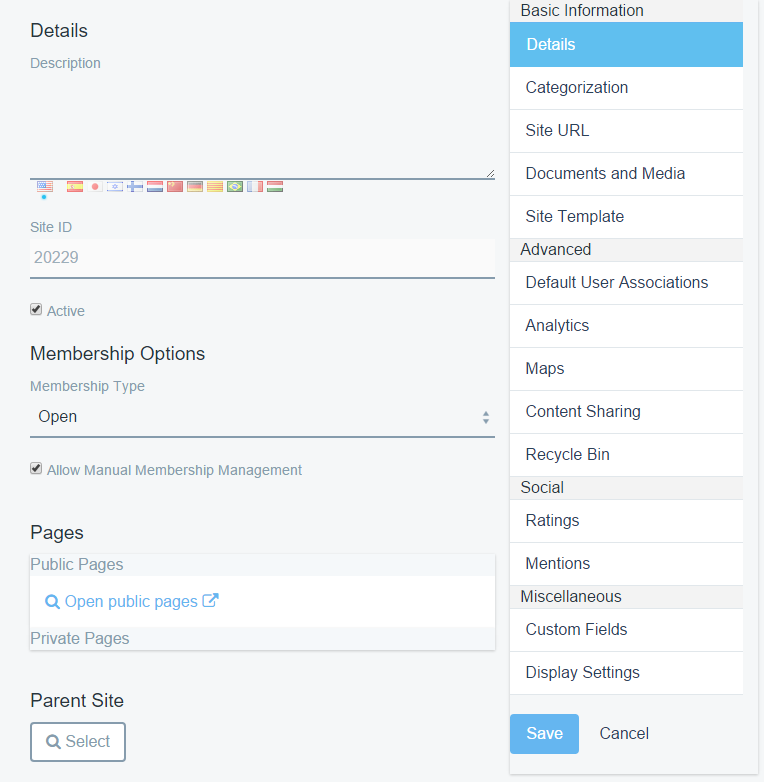 Details
Description
Site ID
20229
Active
Membership Options
Membership Type
Open
Allow Manual Membership Management
Pages
Public Pages
Open public pages
Private Pages
Parent Site
Select
Basic Information
Details
Categorization
Site URL
Documents and Media
Site Template
Advanced
Default User Associations
Analytics
Maps
Content Sharing
Recycle Bin
Social
Ratings
Mentions
Miscellaneous
Custom Fields
Display Settings
Save Cancel